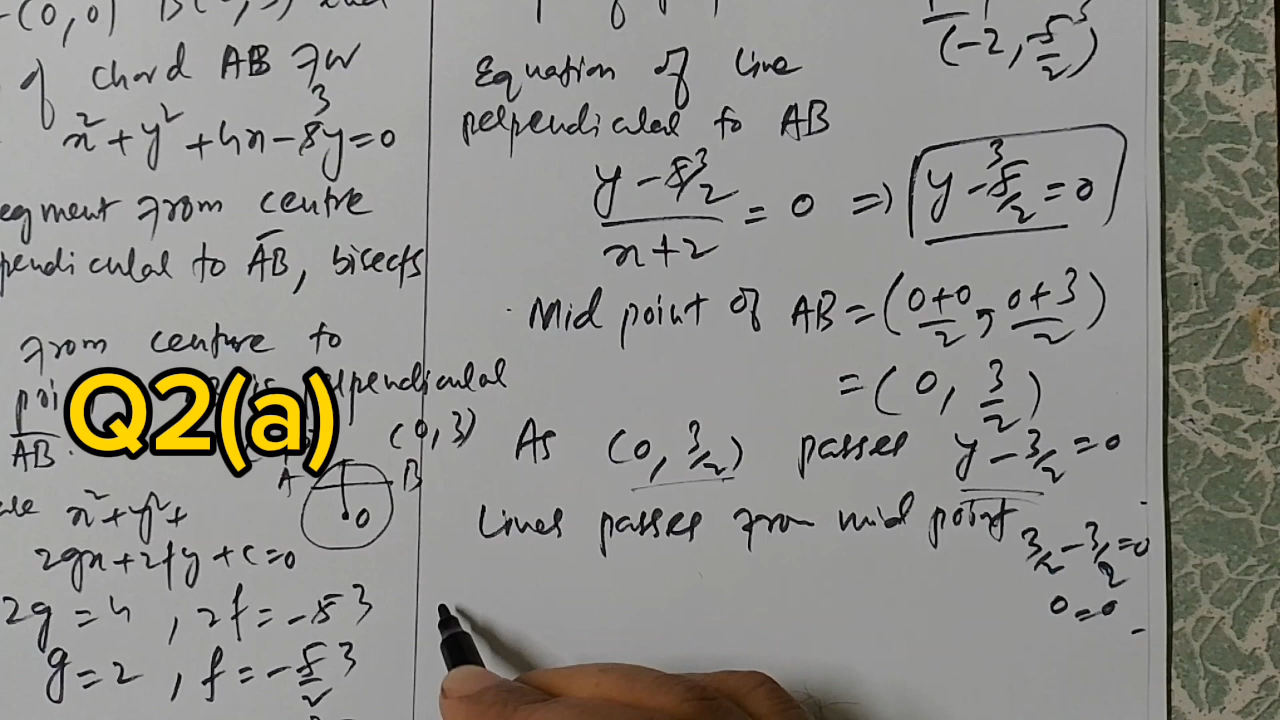 (0,0) B(0,3) and
of chord AB for
x²+y²+4x-3y=0
segment from centre
perpendicular to AB, bisects
from centre to
perpendicular
AB.
Q2(a)
(0,3)
A B
O
x²+y²+
2gx+2fy+c=0
2g=4, 2f=-3
g=2, f=-3/2
(-2, 3/2)
Equation of line
perpendicular to AB
y-3/2 / x+2 = 0 => y-3/2=0
Mid point of AB=(0+0/2, 0+3/2)
=(0, 3/2)
As (0, 3/2) passes y-3/2=0
Lines passes from mid point
3/2-3/2=0
0=0